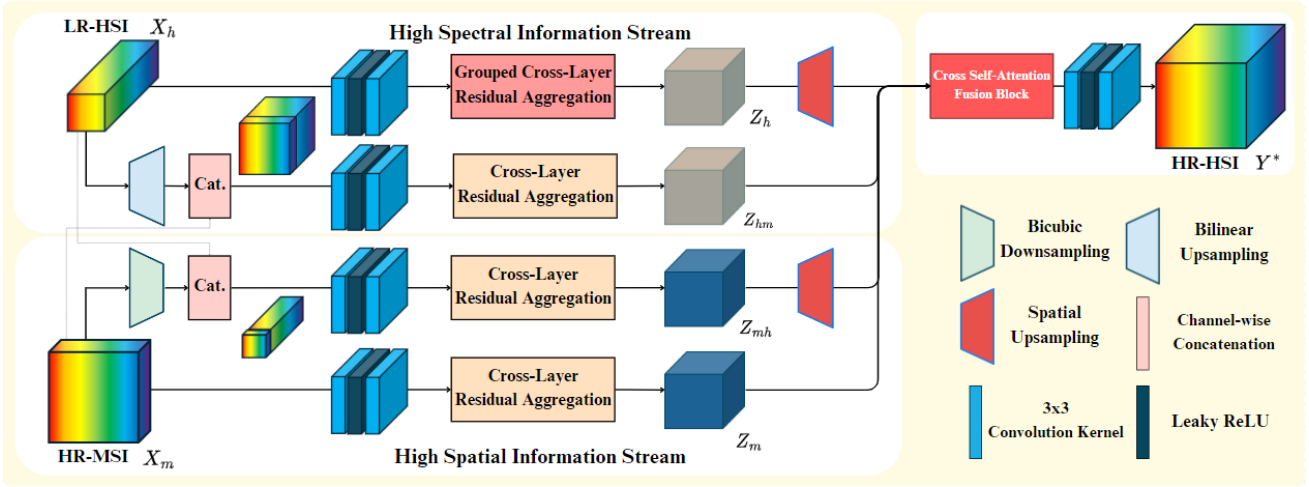 LR-HSI X_h
High Spectral Information Stream
Grouped Cross-Layer
Residual Aggregation
Z_h
Cat.
Cross-Layer
Residual Aggregation
Z_hm
Cat.
Cross-Layer
Residual Aggregation
Z_mh
Cross-Layer
Residual Aggregation
Z_m
HR-MSI X_m
High Spatial Information Stream
Cross Self-Attention
Fusion Block
HR-HSI Y*
Bicubic
Downsampling
Bilinear
Upsampling
Spatial
Upsampling
Channel-wise
Concatenation
3x3
Convolution Kernel
Leaky ReLU